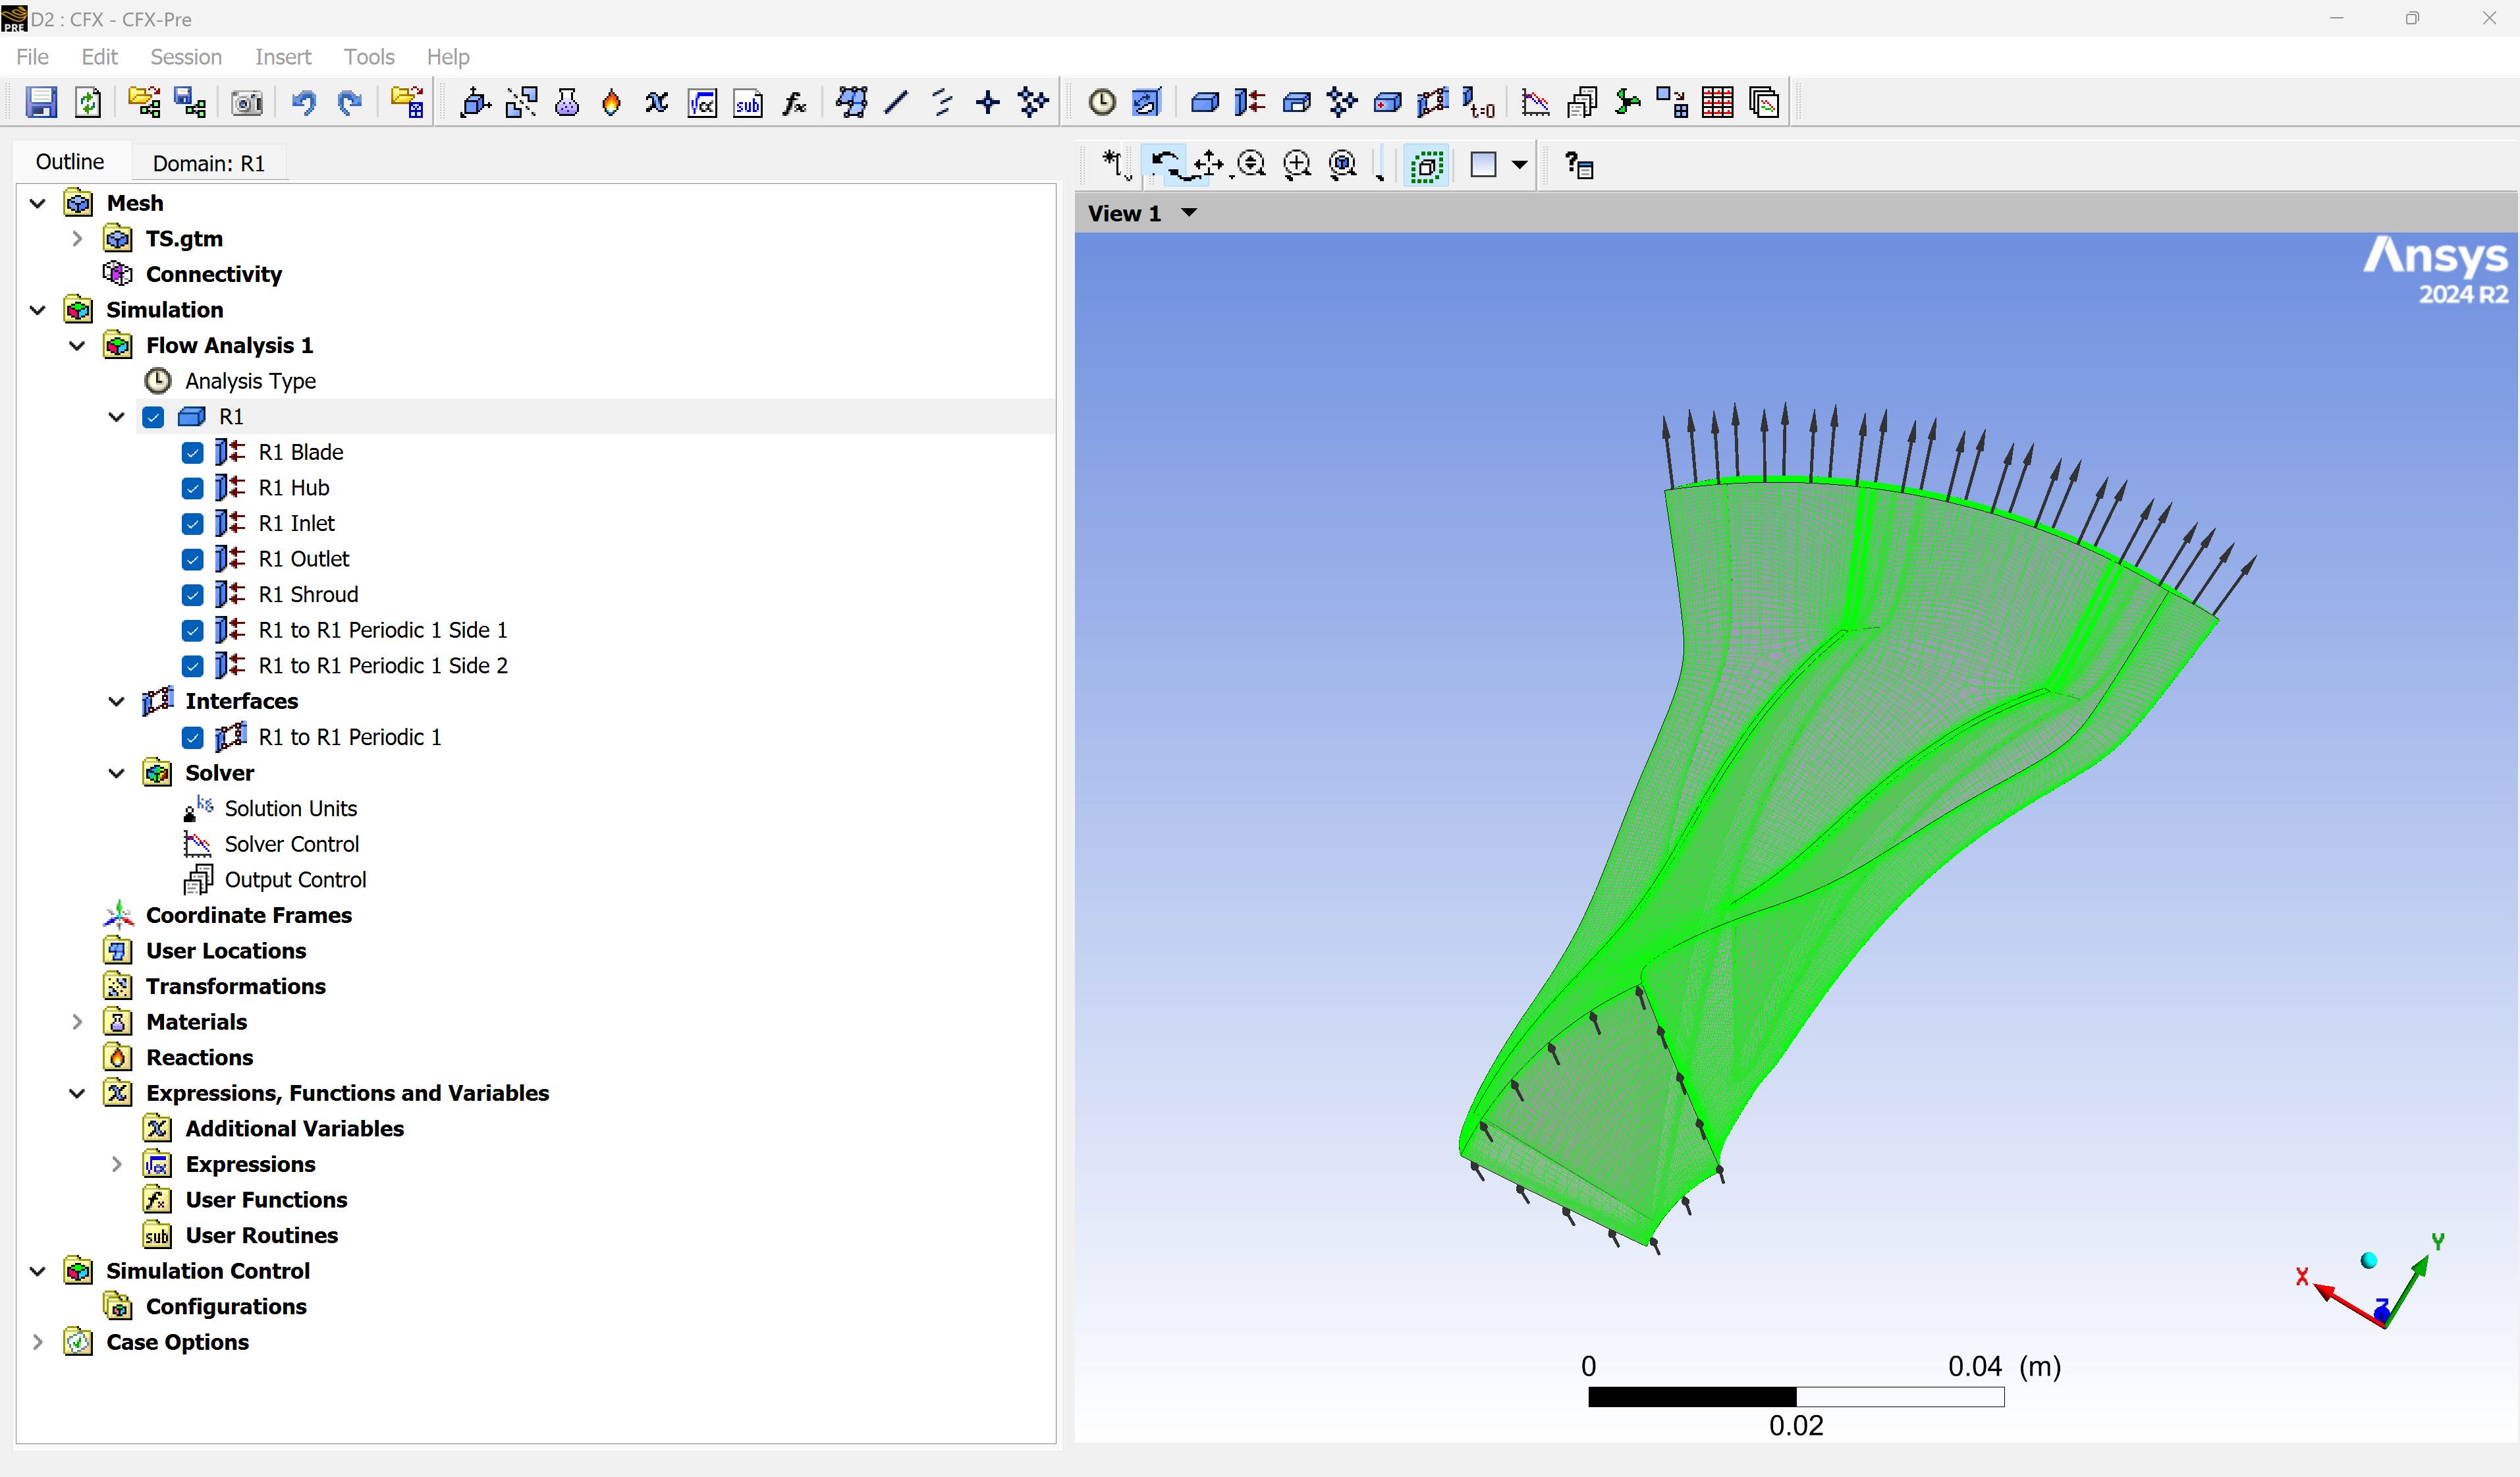 D2 : CFX - CFX-Pre
File Edit Session Insert Tools Help
Outline Domain: R1
Mesh
TS.gtm
Connectivity
Simulation
Flow Analysis 1
Analysis Type
R1
R1 Blade
R1 Hub
R1 Inlet
R1 Outlet
R1 Shroud
R1 to R1 Periodic 1 Side 1
R1 to R1 Periodic 1 Side 2
Interfaces
R1 to R1 Periodic 1
Solver
Solution Units
Solver Control
Output Control
Coordinate Frames
User Locations
Transformations
Materials
Reactions
Expressions, Functions and Variables
Additional Variables
Expressions
User Functions
User Routines
Simulation Control
Configurations
Case Options
View 1
Ansys
2024 R2
Y
X
Z
0 0.04 (m)
0.02